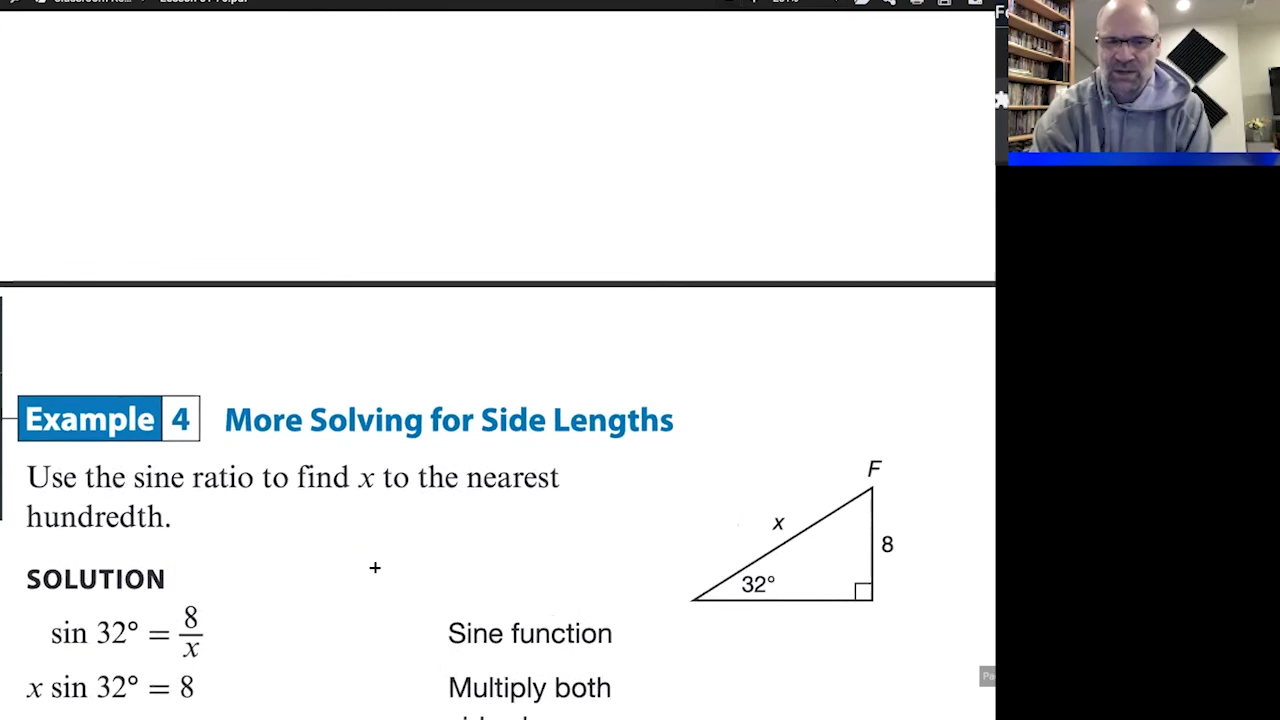 Example 4 More Solving for Side Lengths
Use the sine ratio to find x to the nearest
hundredth.
F
x
8
32°
SOLUTION
sin 32° = 8/x
Sine function
x sin 32° = 8
Multiply both